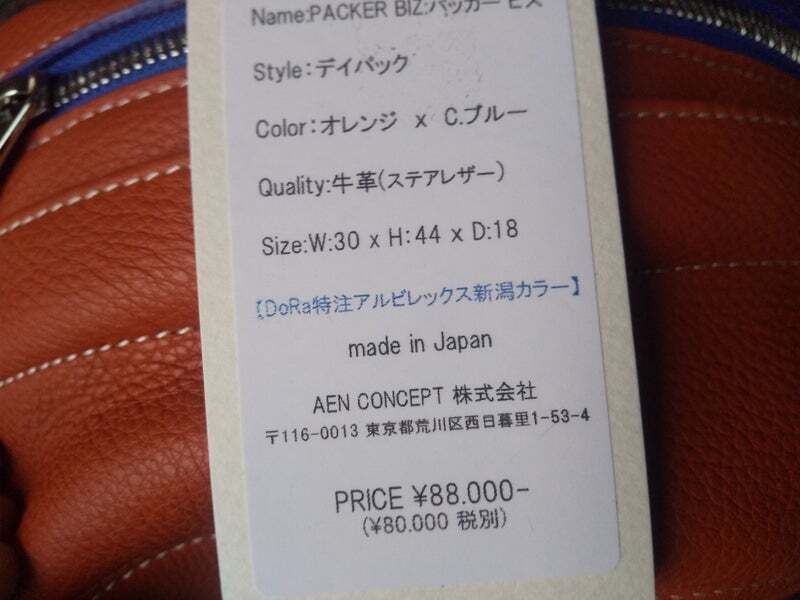 Name:PACKER BIZ:パッカー ビズ
Style:デイパック
Color:オレンジ x C.ブルー
Quality:牛革(ステアレザー)
Size:W:30 x H:44 x D:18
【DoRa特注アルビレックス新潟カラー】
made in Japan
AEN CONCEPT 株式会社
〒116-0013 東京都荒川区西日暮里1-53-4
PRICE ¥88.000-
(¥80.000 税別)